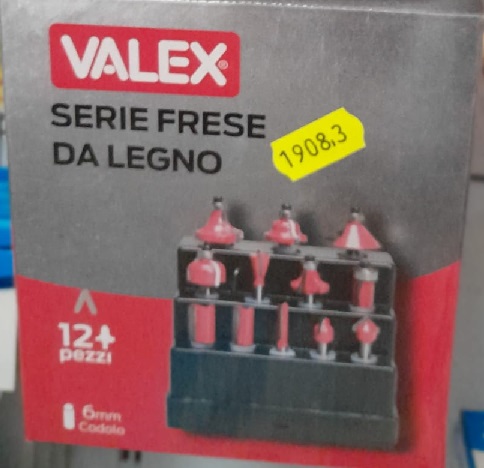 VALEX®
SERIE FRESE
DA LEGNO
1908,3
12
pezzi
6mm
Codolo